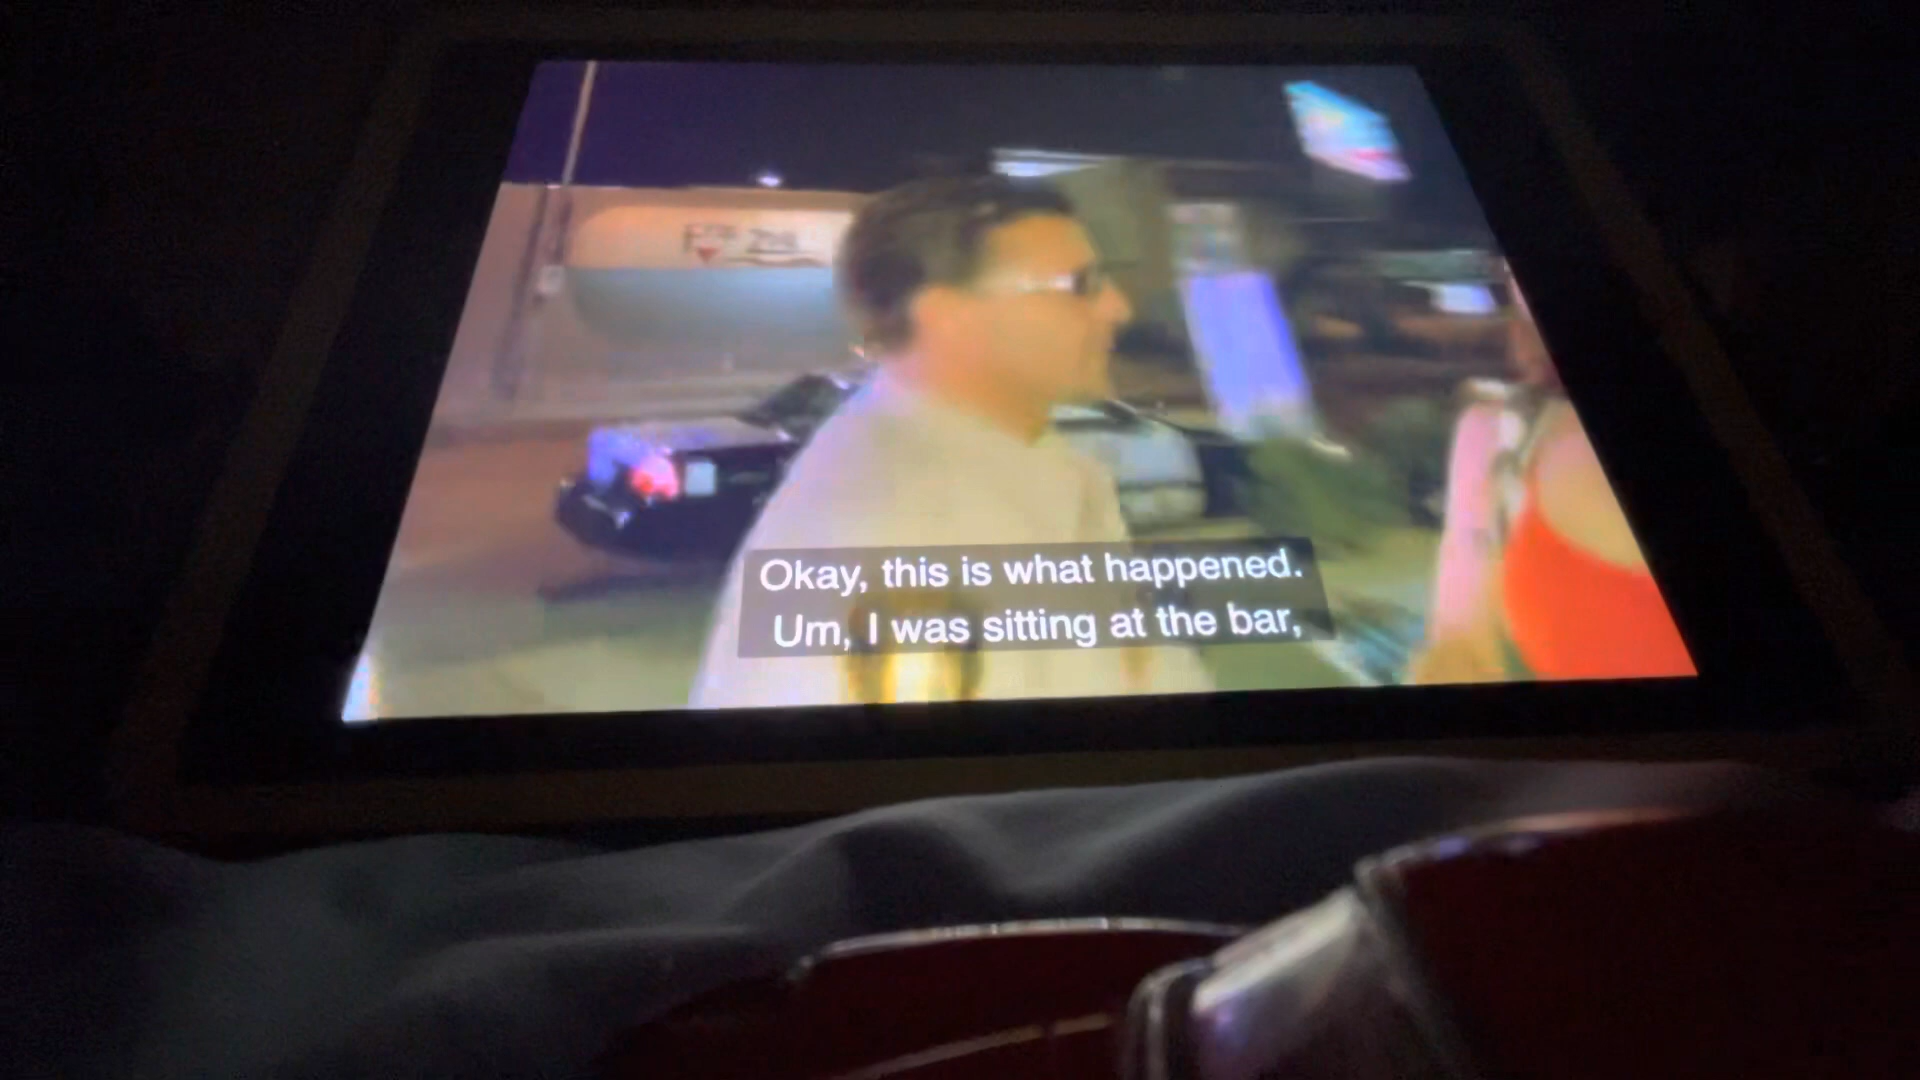 Okay, this is what happened.
Um, I was sitting at the bar,